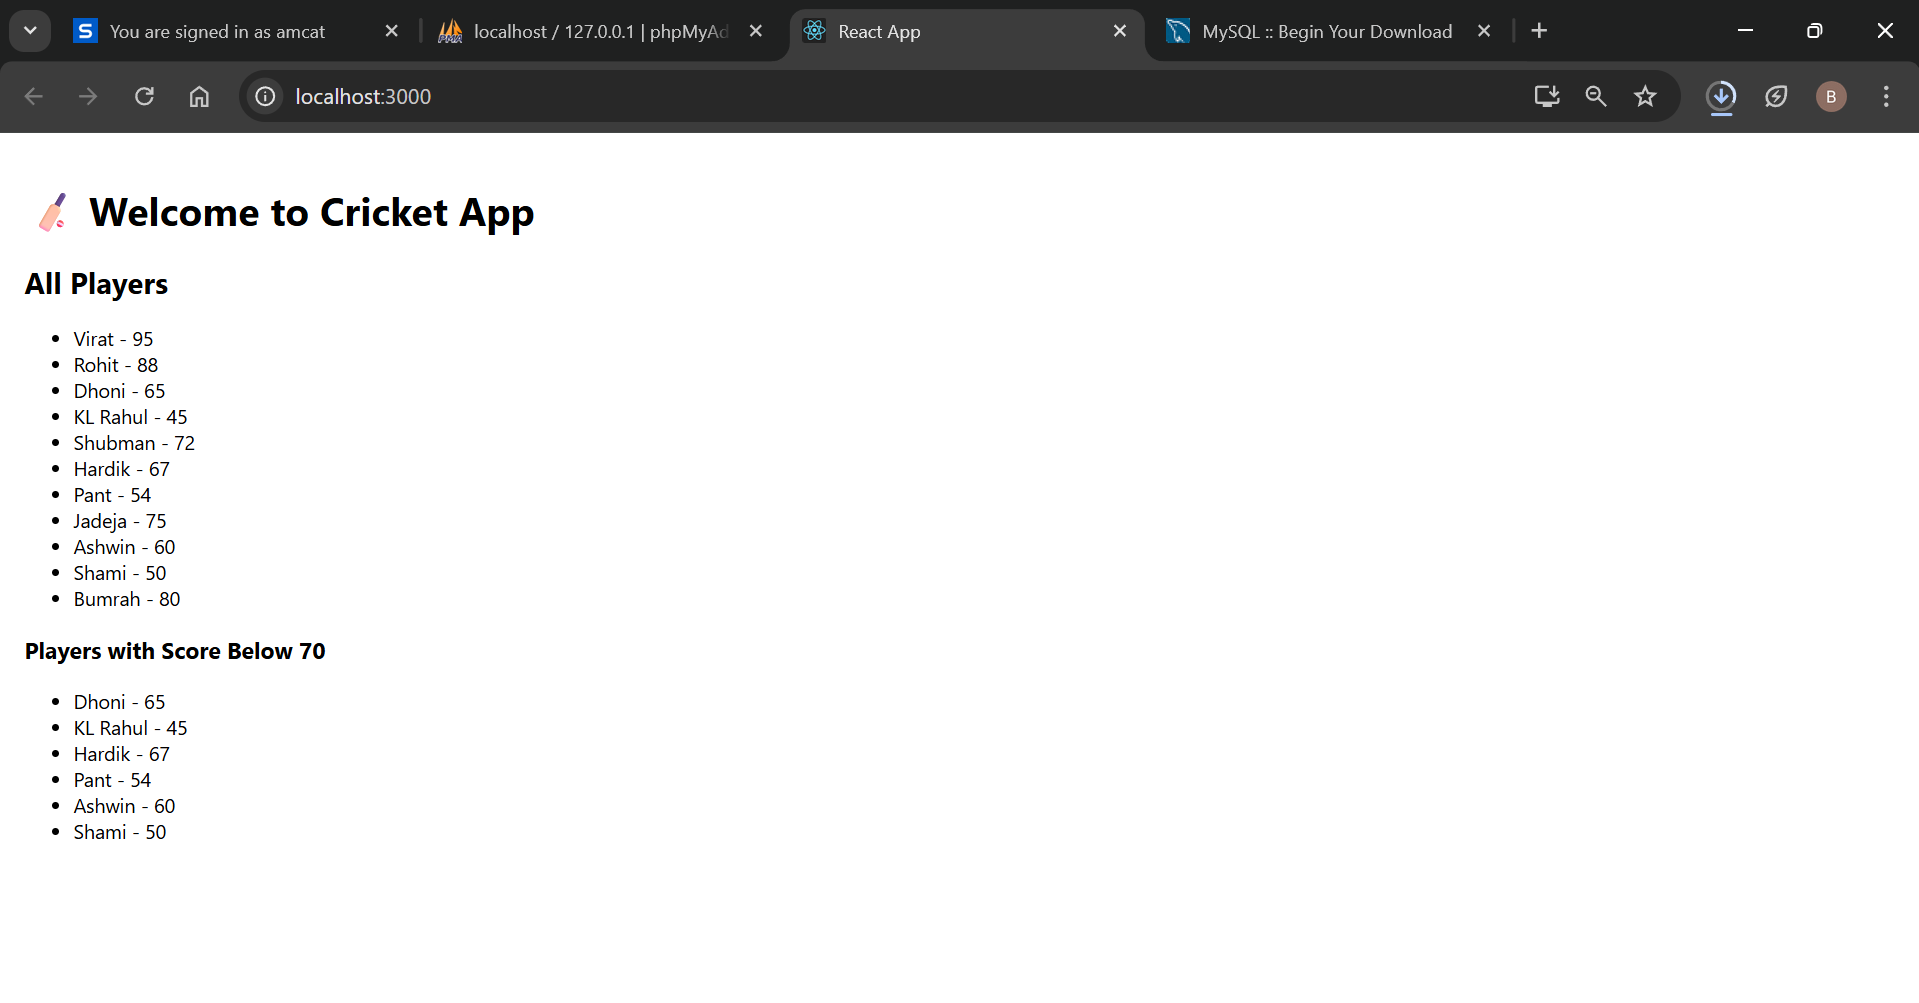 You are signed in as amcat
localhost / 127.0.0.1 | phpMyAd
React App
MySQL :: Begin Your Download
localhost:3000
B
Welcome to Cricket App
All Players
• Virat - 95
• Rohit - 88
• Dhoni - 65
• KL Rahul - 45
• Shubman - 72
• Hardik - 67
• Pant - 54
• Jadeja - 75
• Ashwin - 60
• Shami - 50
• Bumrah - 80
Players with Score Below 70
• Dhoni - 65
• KL Rahul - 45
• Hardik - 67
• Pant - 54
• Ashwin - 60
• Shami - 50